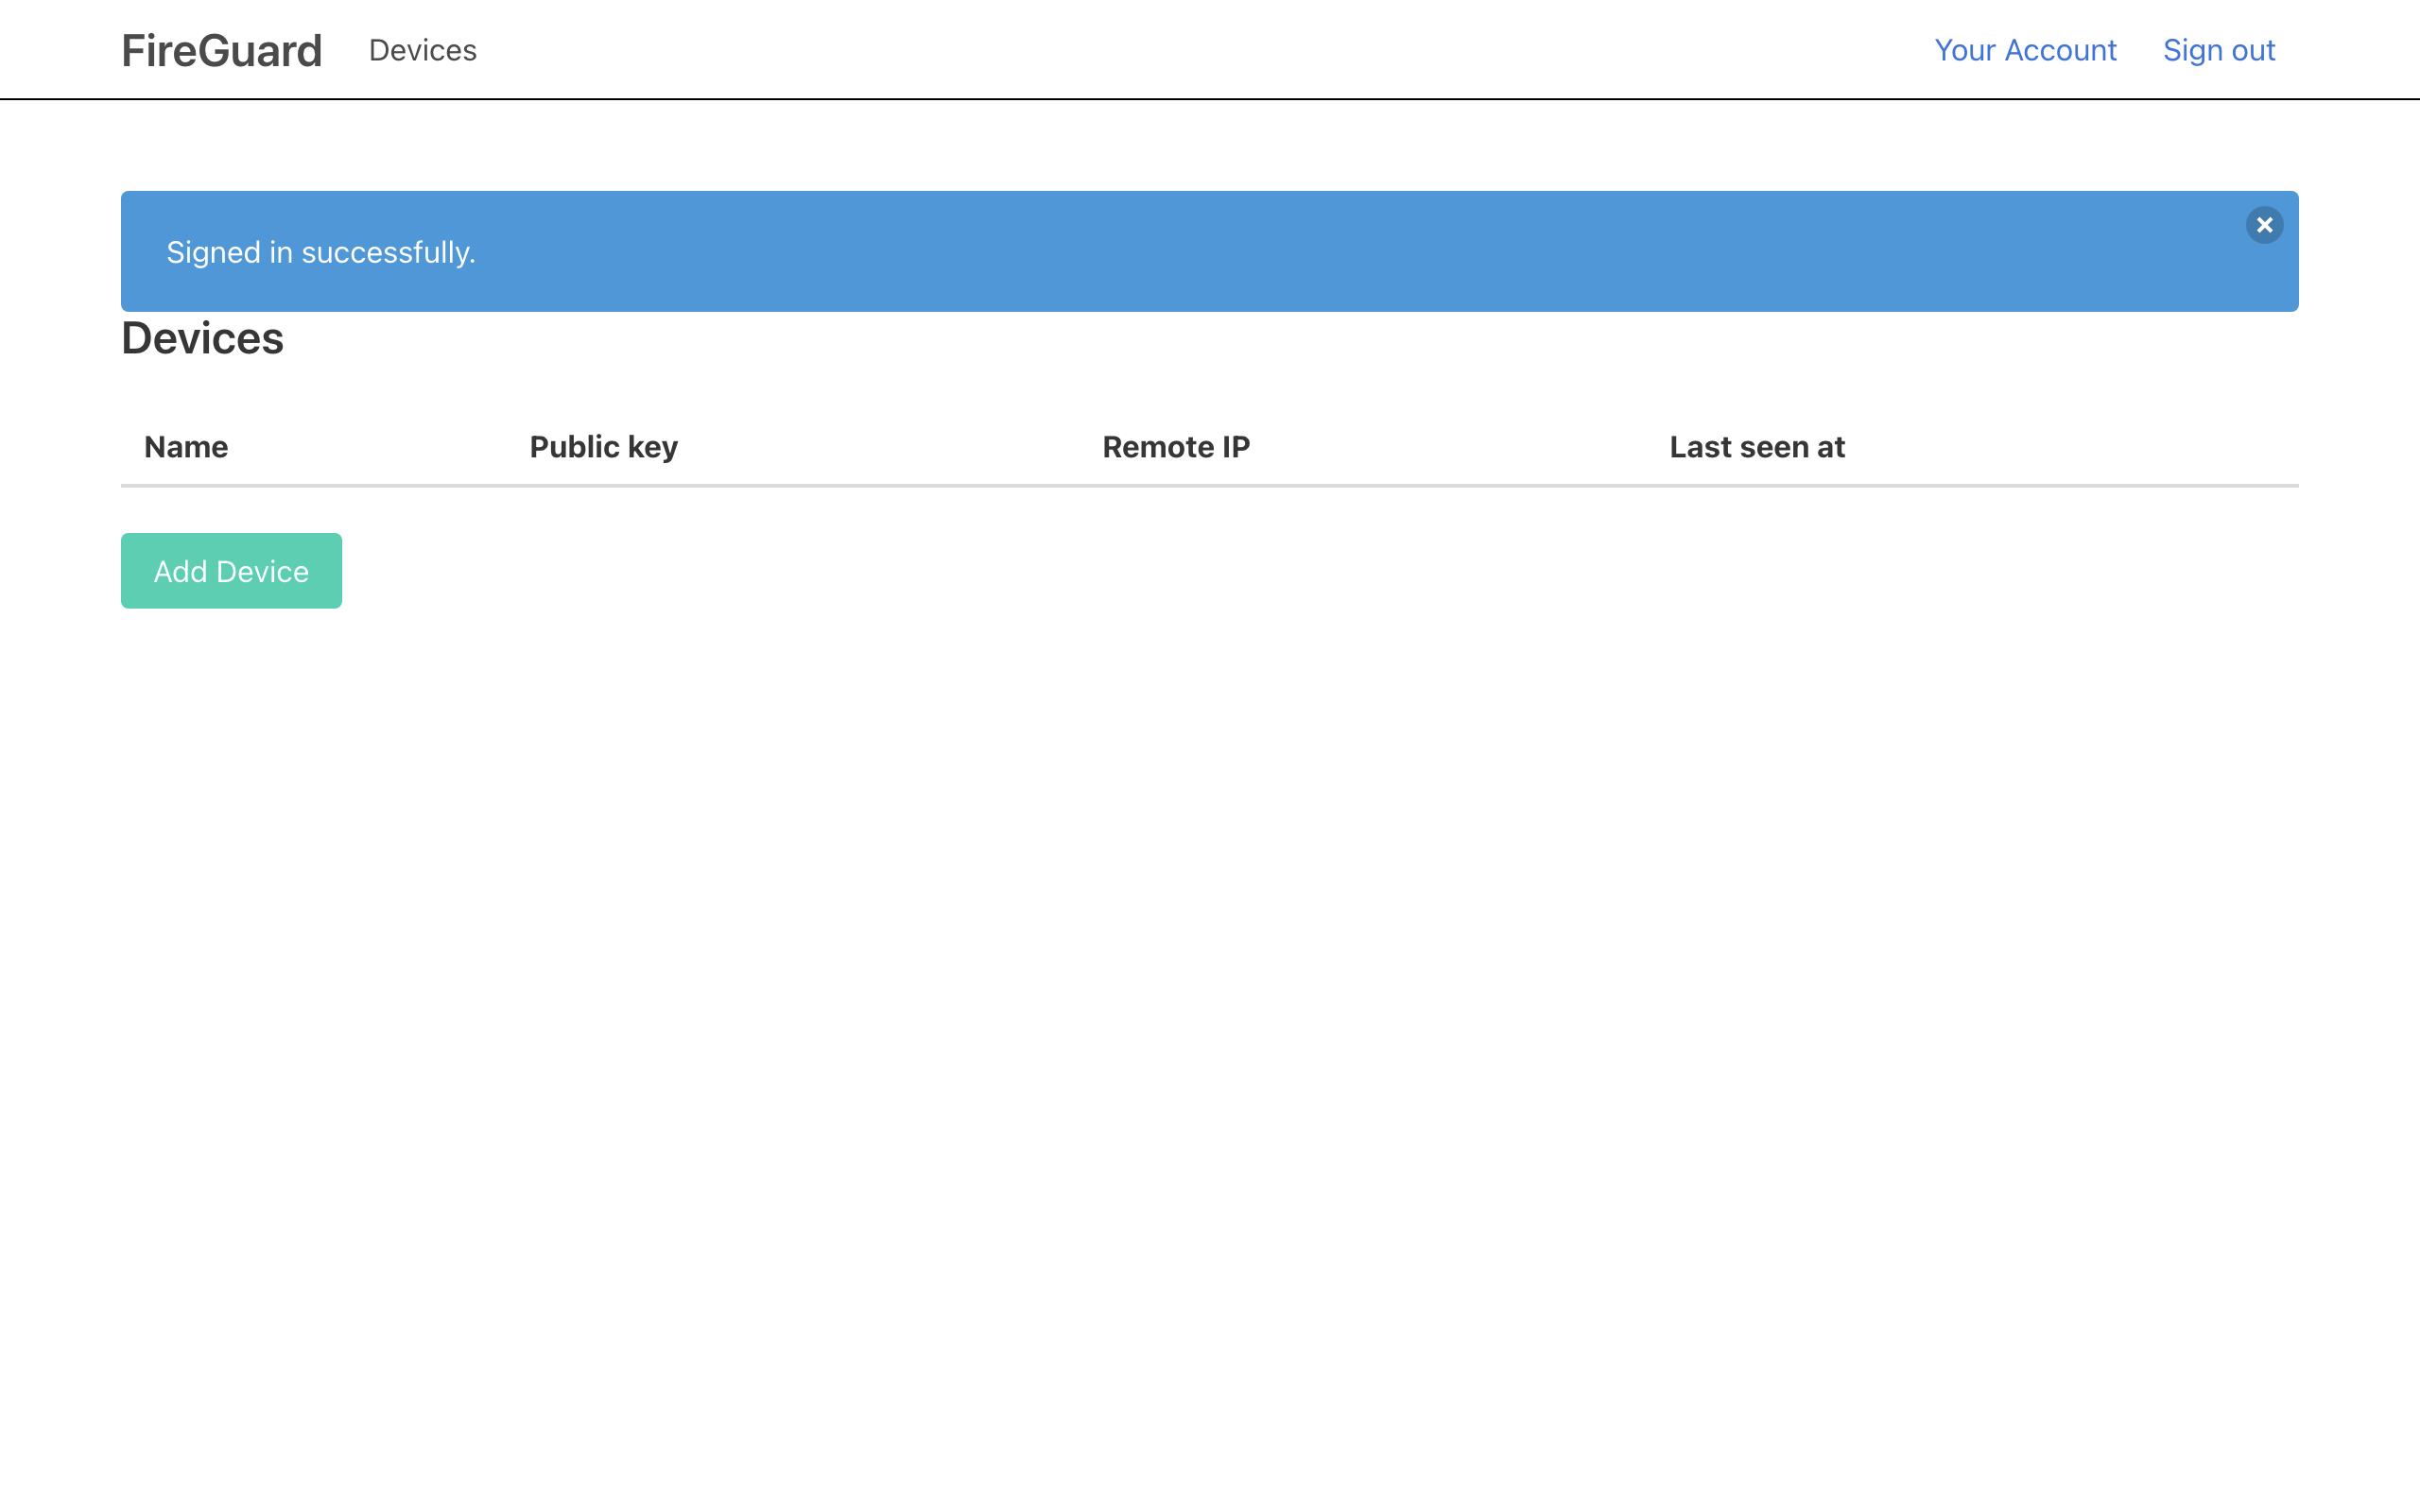 FireGuard Devices Your Account Sign out
Signed in successfully.
Devices
Name Public key Remote IP Last seen at
Add Device